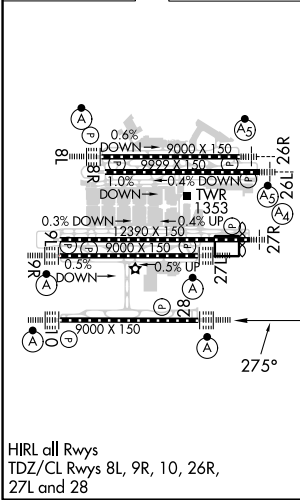 A
P
A5
0.6%
DOWN → 9000 X 150
26R
8L
9999 X 150
8R
1.0% ←0.4% DOWN
P
26L
DOWN →
TWR
1353
A5
A4
0.3% DOWN → ←0.4% UP
P
27R
12390 X 150
9L
P
P
9000 X 150
P
9R
0.5%
←0.5% UP
27L
A
DOWN →
A
28
P
9000 X 150
A
10
P
A
275°
HIRL all Rwys
TDZ/CL Rwys 8L, 9R, 10, 26R,
27L and 28